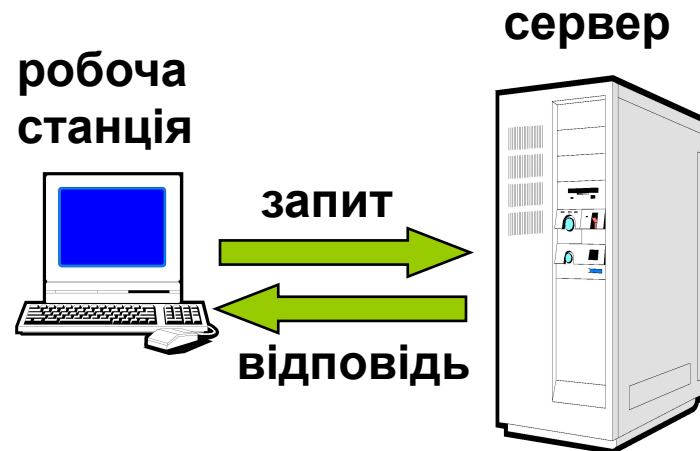 сервер
робоча
станція
запит
відповідь